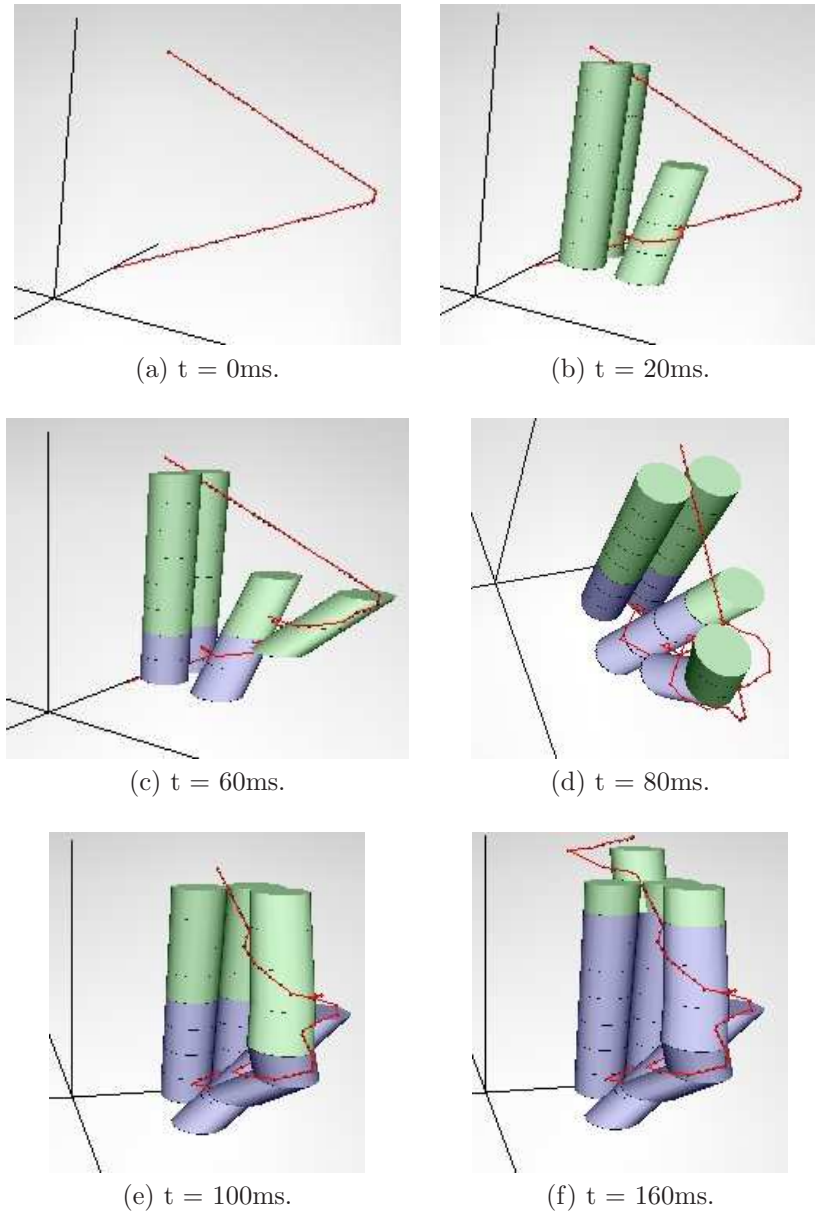 (a) t = 0ms.
(b) t = 20ms.
(c) t = 60ms.
(d) t = 80ms.
(e) t = 100ms.
(f) t = 160ms.